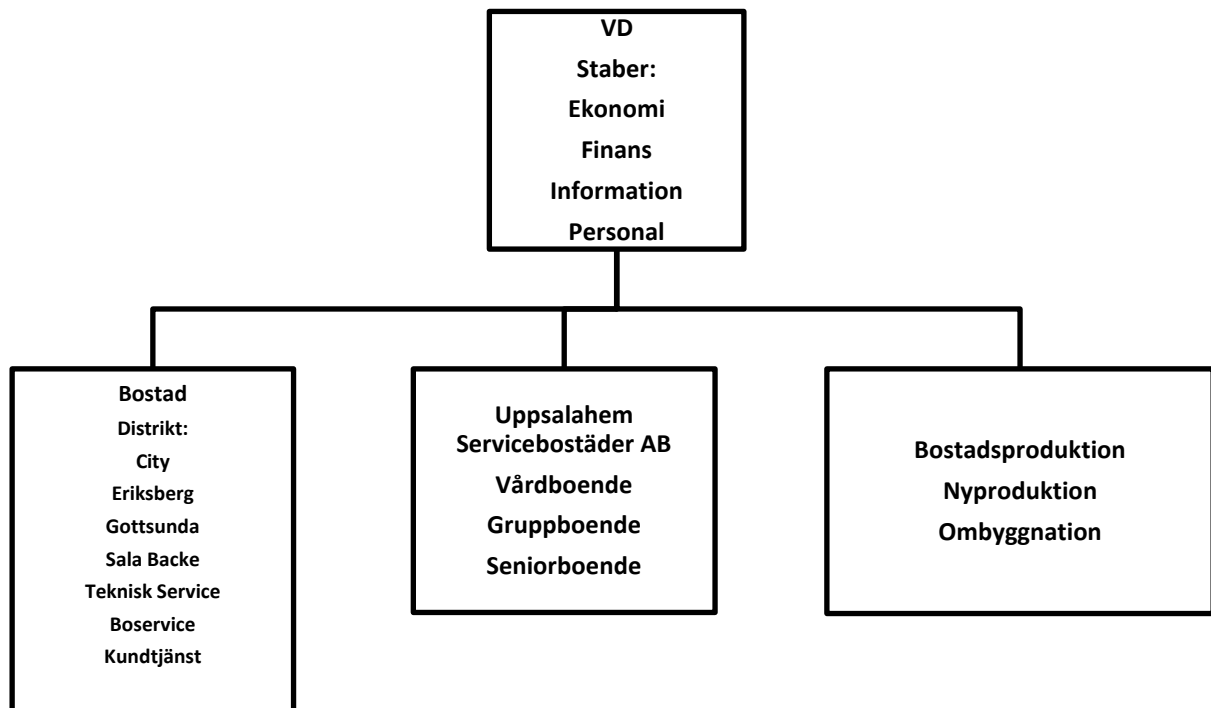 VD
Staber:
Ekonomi
Finans
Information
Personal
Bostad
Distrikt:
City
Eriksberg
Gottsunda
Sala Backe
Teknisk Service
Boservice
Kundtjänst
Uppsalahem
Servicebostäder AB
Vårdboende
Gruppboende
Seniorboende
Bostadsproduktion
Nyproduktion
Ombyggnation